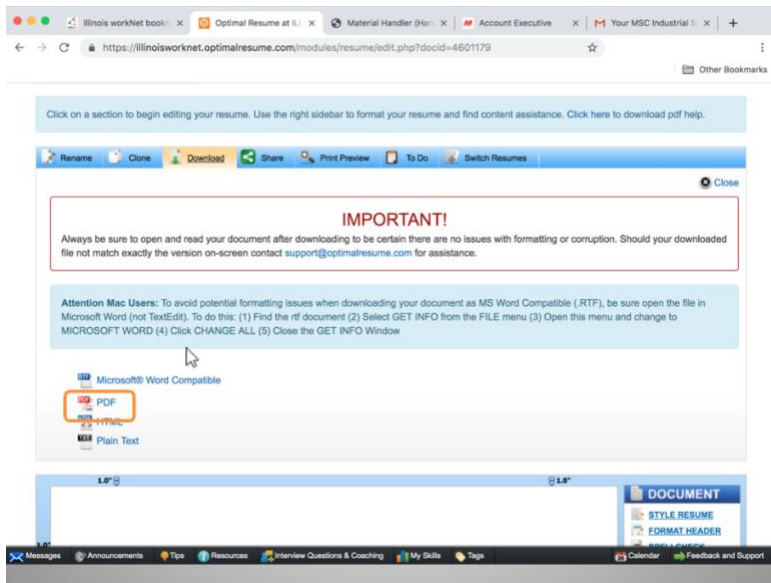 Illinois workNet bookm
Optimal Resume at ILL
Material Handler (Han
Account Executive
Your MSC Industrial S
https://illinoisworknet.optimalresume.com/modules/resume/edit.php?docid=4601179
Other Bookmarks
Click on a section to begin editing your resume. Use the right sidebar to format your resume and find content assistance. Click here to download pdf help.
Rename Clone Download Share Print Preview To Do Switch Resumes
Close
IMPORTANT!
Always be sure to open and read your document after downloading to be certain there are no issues with formatting or corruption. Should your downloaded
file not match exactly the version on-screen contact support@optimalresume.com for assistance.
Attention Mac Users: To avoid potential formatting issues when downloading your document as MS Word Compatible (.RTF), be sure open the file in
Microsoft Word (not TextEdit). To do this: (1) Find the rtf document (2) Select GET INFO from the FILE menu (3) Open this menu and change to
MICROSOFT WORD (4) Click CHANGE ALL (5) Close the GET INFO Window
Microsoft® Word Compatible
PDF
HTML
Plain Text
1.0" 1.0"
DOCUMENT
STYLE RESUME
FORMAT HEADER
SPELLCHECK
1.0"
Messages Announcements Tips Resources Interview Questions & Coaching My Skills Tags Calendar Feedback and Support